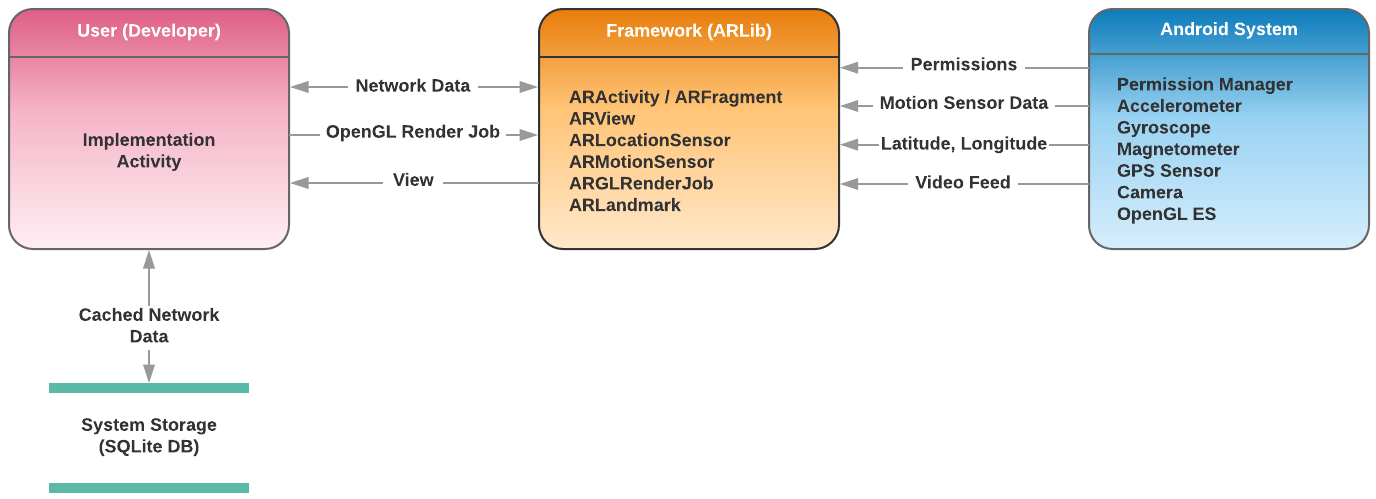 User (Developer)
Implementation
Activity
Network Data
OpenGL Render Job
View
Framework (ARLib)
ARActivity / ARFragment
ARView
ARLocationSensor
ARMotionSensor
ARGLRenderJob
ARLandmark
Permissions
Motion Sensor Data
Latitude, Longitude
Video Feed
Android System
Permission Manager
Accelerometer
Gyroscope
Magnetometer
GPS Sensor
Camera
OpenGL ES
Cached Network
Data
System Storage
(SQLite DB)